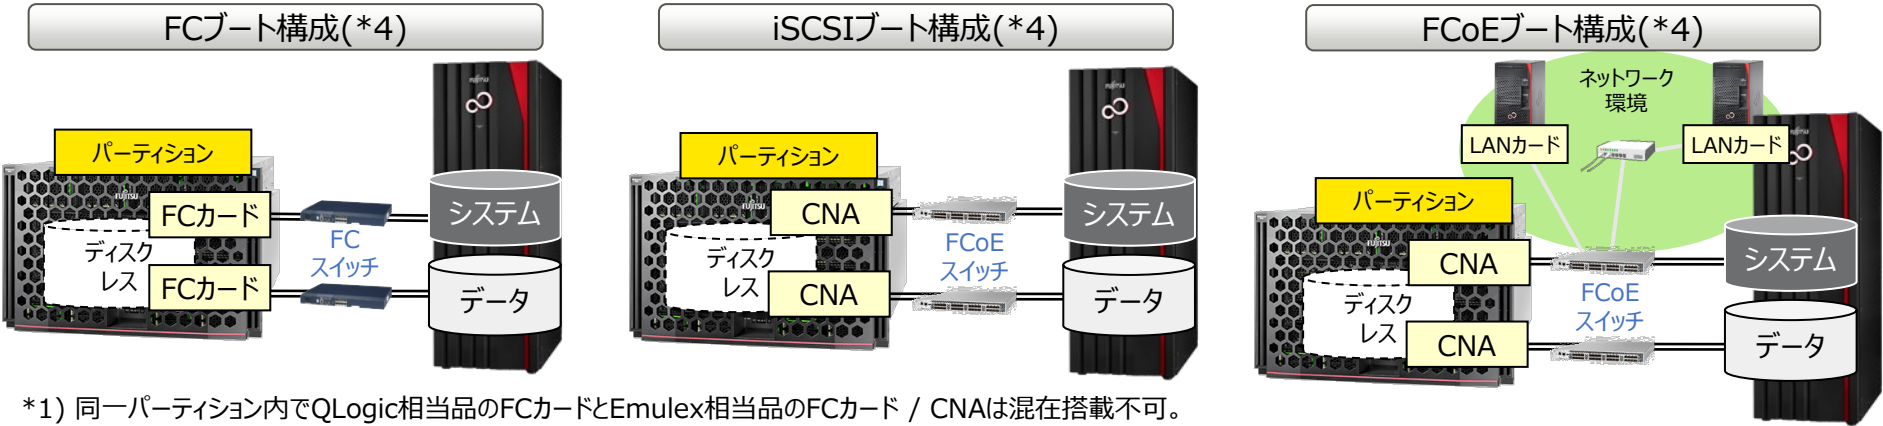 FCブート構成(*4)
パーティション
FUJITSU
FCカード
ディスク
レス
FCカード
FC
スイッチ
FUJITSU
システム
データ
iSCSIブート構成(*4)
パーティション
FUJITSU
CNA
ディスク
レス
CNA
FCoE
スイッチ
FUJITSU
システム
データ
FCoEブート構成(*4)
ネットワーク
環境
LANカード
LANカード
パーティション
FUJITSU
CNA
ディスク
レス
CNA
FCoE
スイッチ
FUJITSU
システム
データ
*1) 同一パーティション内でQLogic相当品のFCカードとEmulex相当品のFCカード / CNAは混在搭載不可。